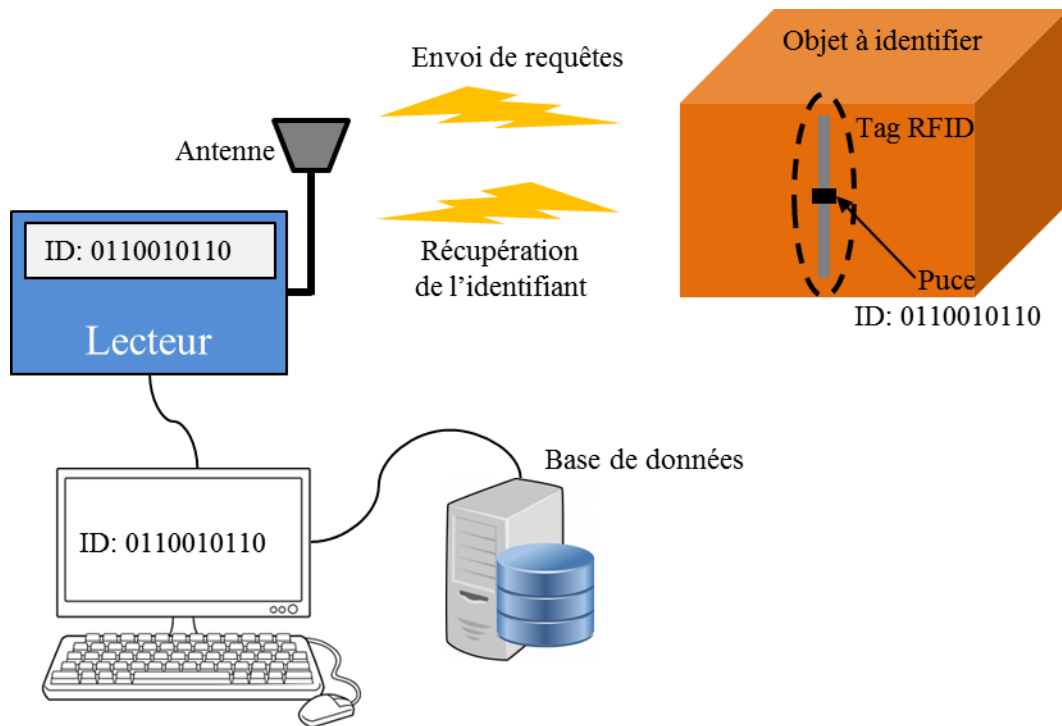 Envoi de requêtes
Objet à identifier
Antenne
Tag RFID
ID: 0110010110
Lecteur
Récupération
de l’identifiant
Puce
ID: 0110010110
Base de données
ID: 0110010110